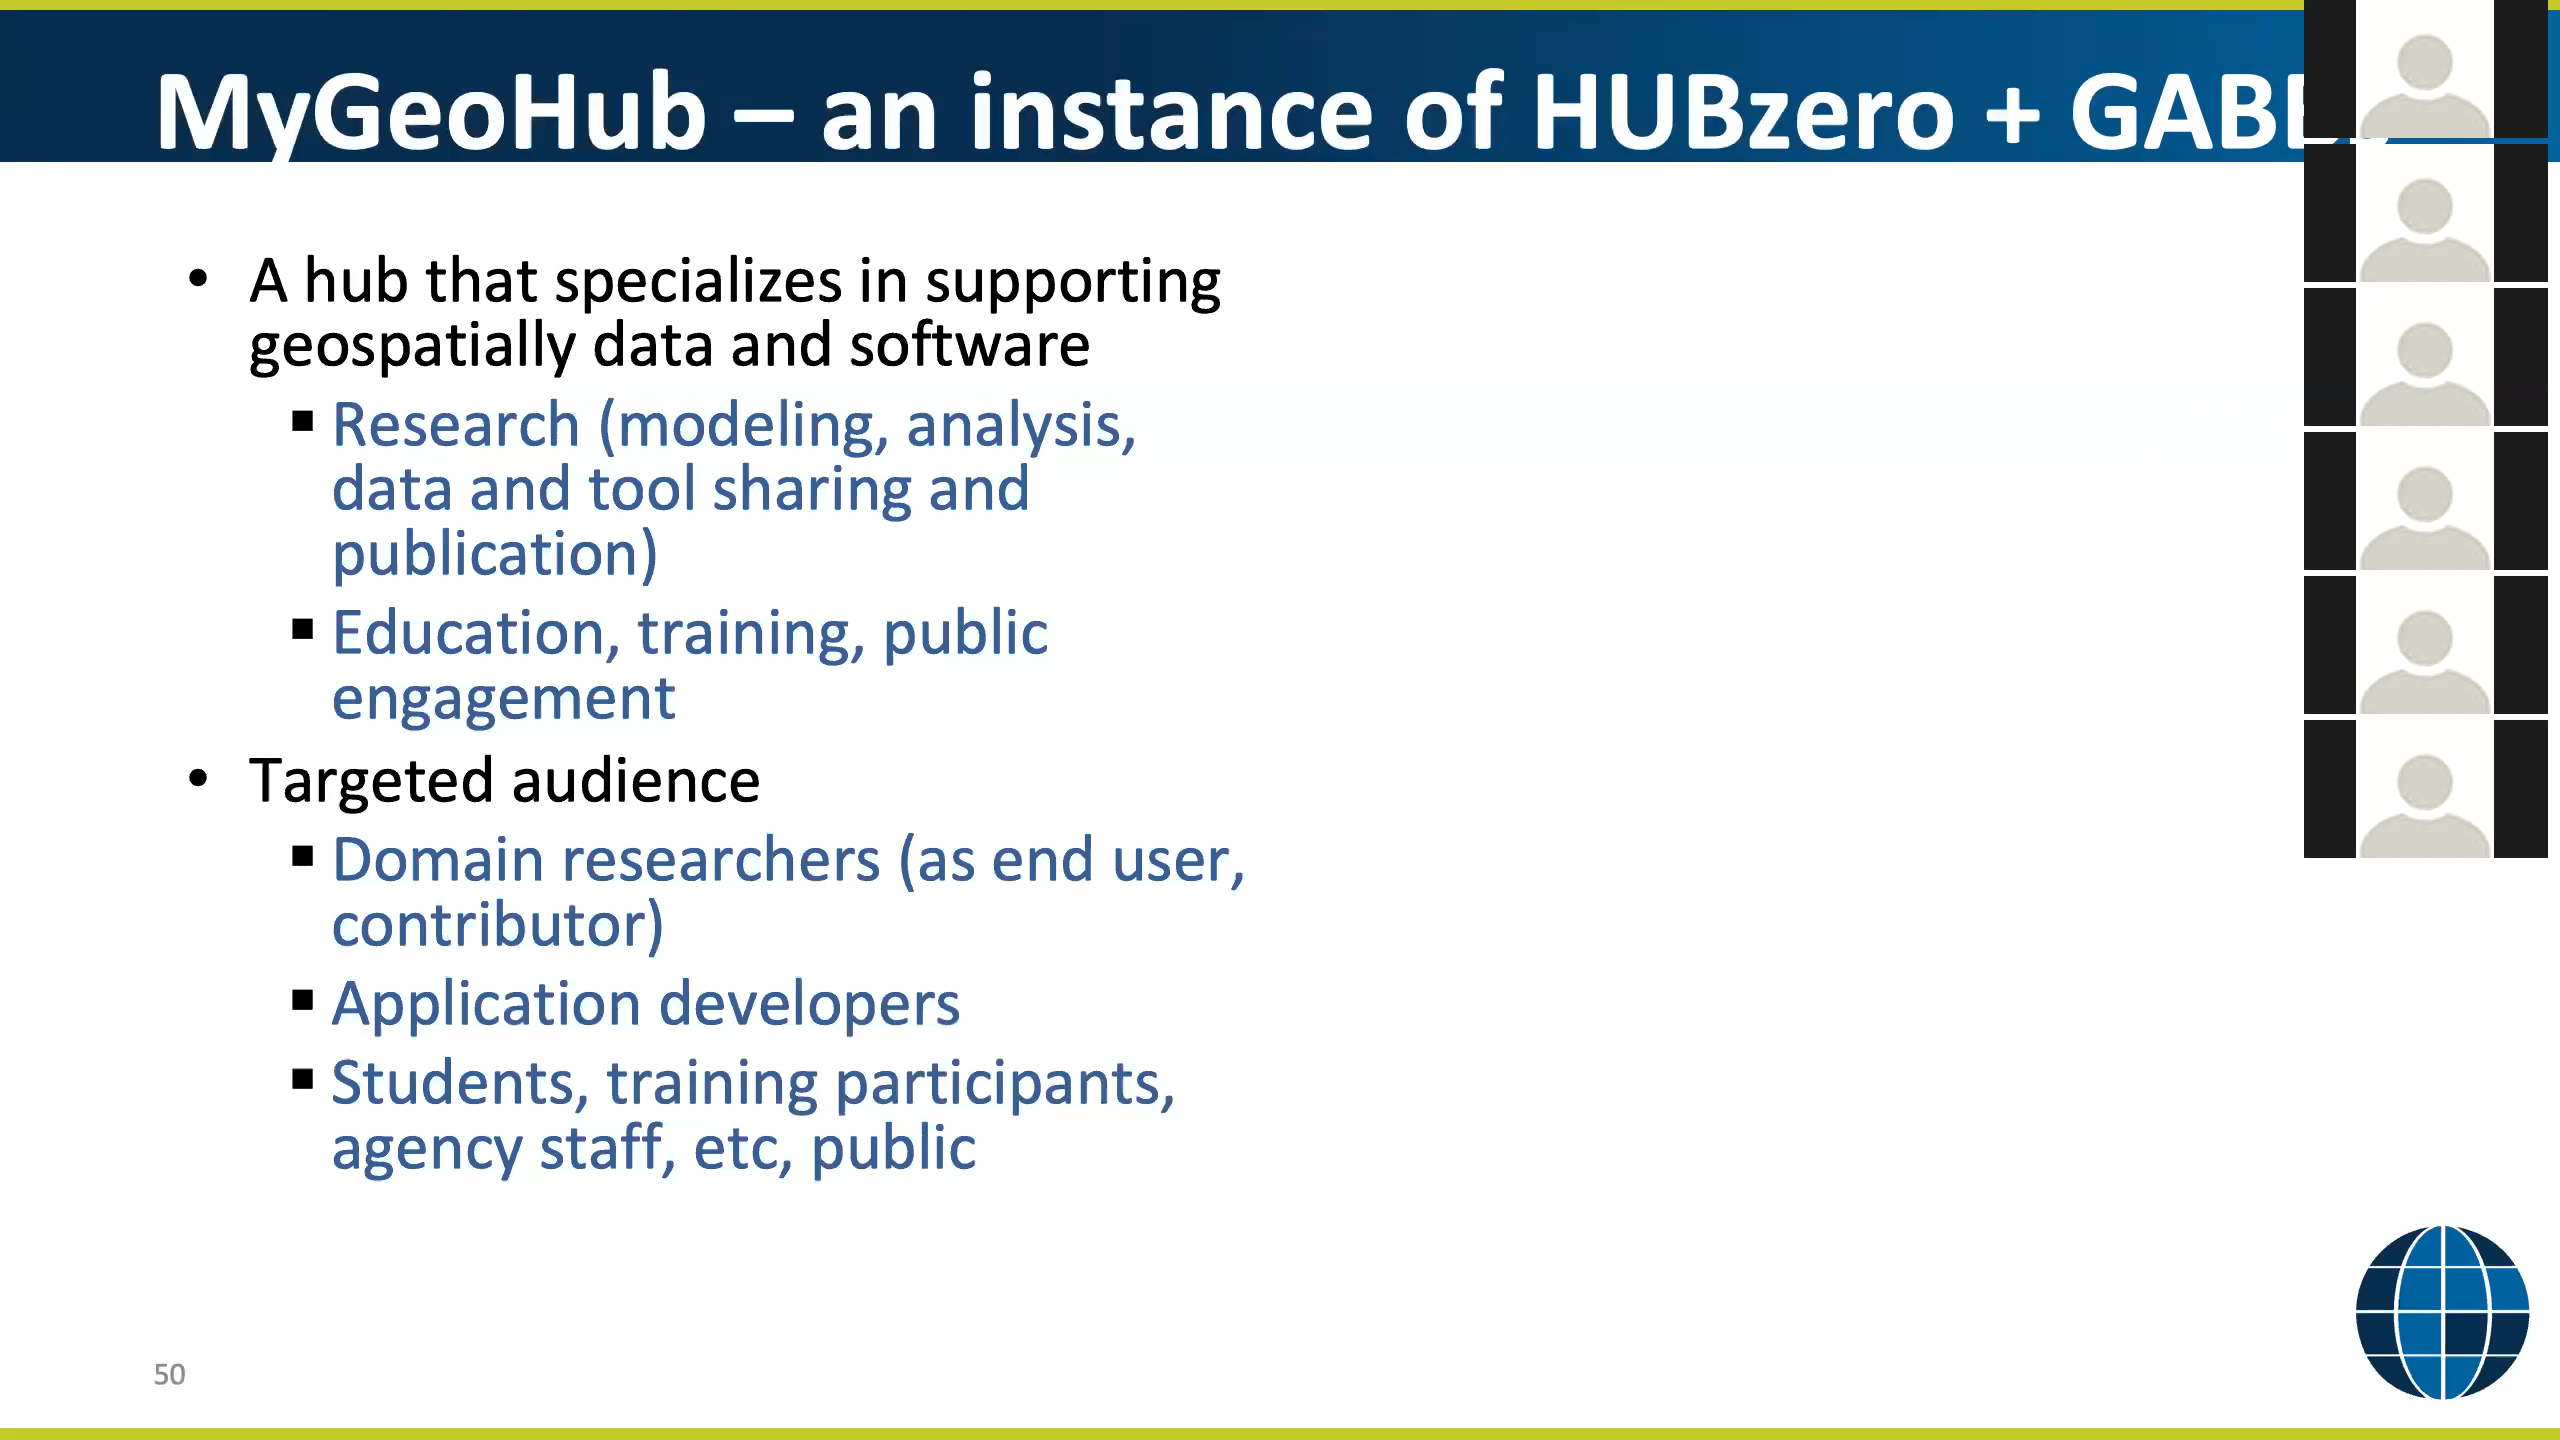 MyGeoHub – an instance of HUBzero +
• A hub that specializes in supporting
geospatially data and software
▪ Research (modeling, analysis,
data and tool sharing and
publication)
▪ Education, training, public
engagement
• Targeted audience
▪ Domain researchers (as end user,
contributor)
▪ Application developers
▪ Students, training participants,
agency staff, etc, public
50